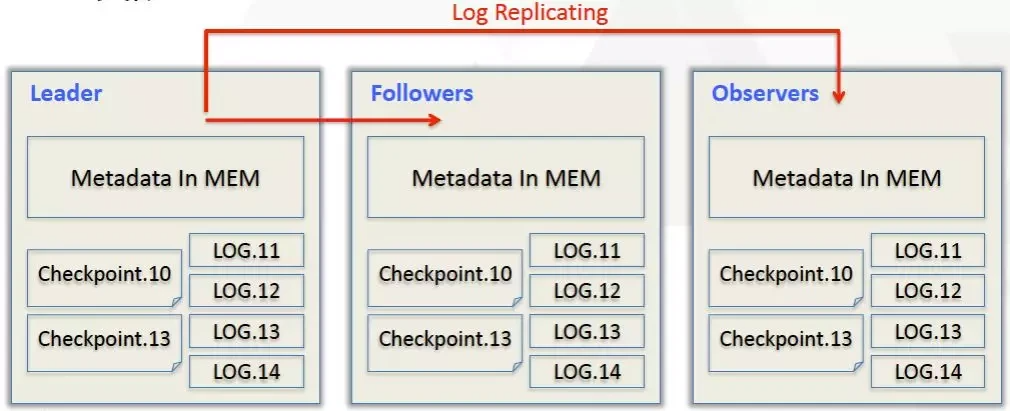 Log Replicating
Leader
Metadata In MEM
Checkpoint.10
Checkpoint.13
LOG.11
LOG.12
LOG.13
LOG.14
Followers
Metadata In MEM
Checkpoint.10
Checkpoint.13
LOG.11
LOG.12
LOG.13
LOG.14
Observers
Metadata In MEM
Checkpoint.10
Checkpoint.13
LOG.11
LOG.12
LOG.13
LOG.14